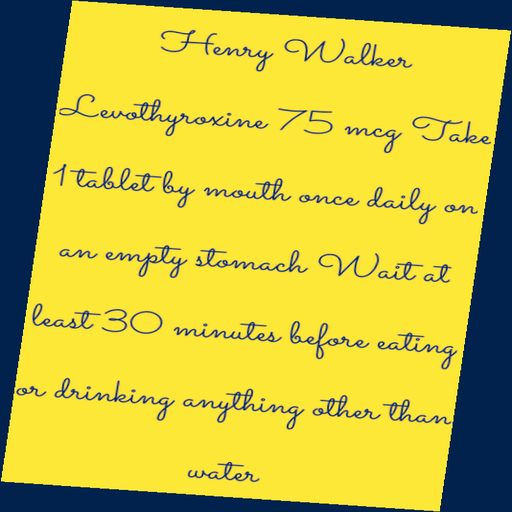 Henry Walker
Levothyroxine 75 mcg Take
1 tablet by mouth once daily on
an empty stomach Wait at
least 30 minutes before eating
or drinking anything other than
water